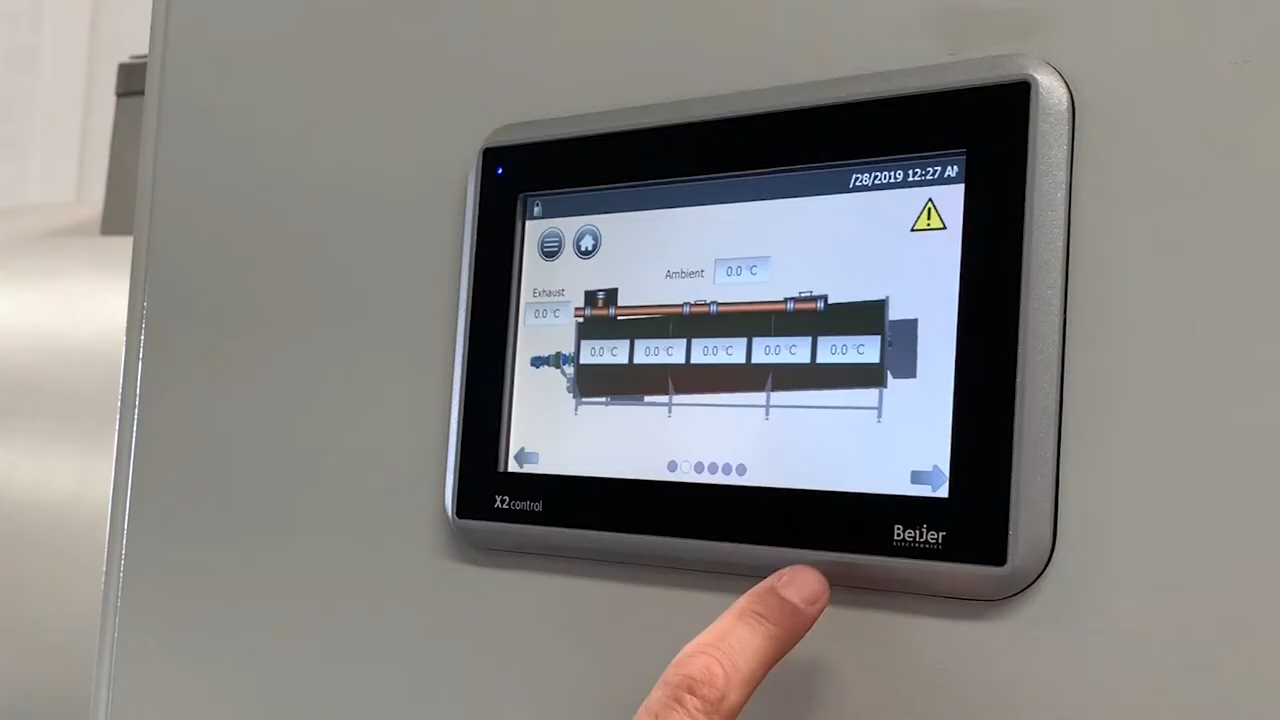 /28/2019 12:27 AM
Ambient 0.0 °C
Exhaust
0.0 °C
0.0 °C 0.0 °C 0.0 °C 0.0 °C 0.0 °C
X2 control
Beijer
ELECTRONICS